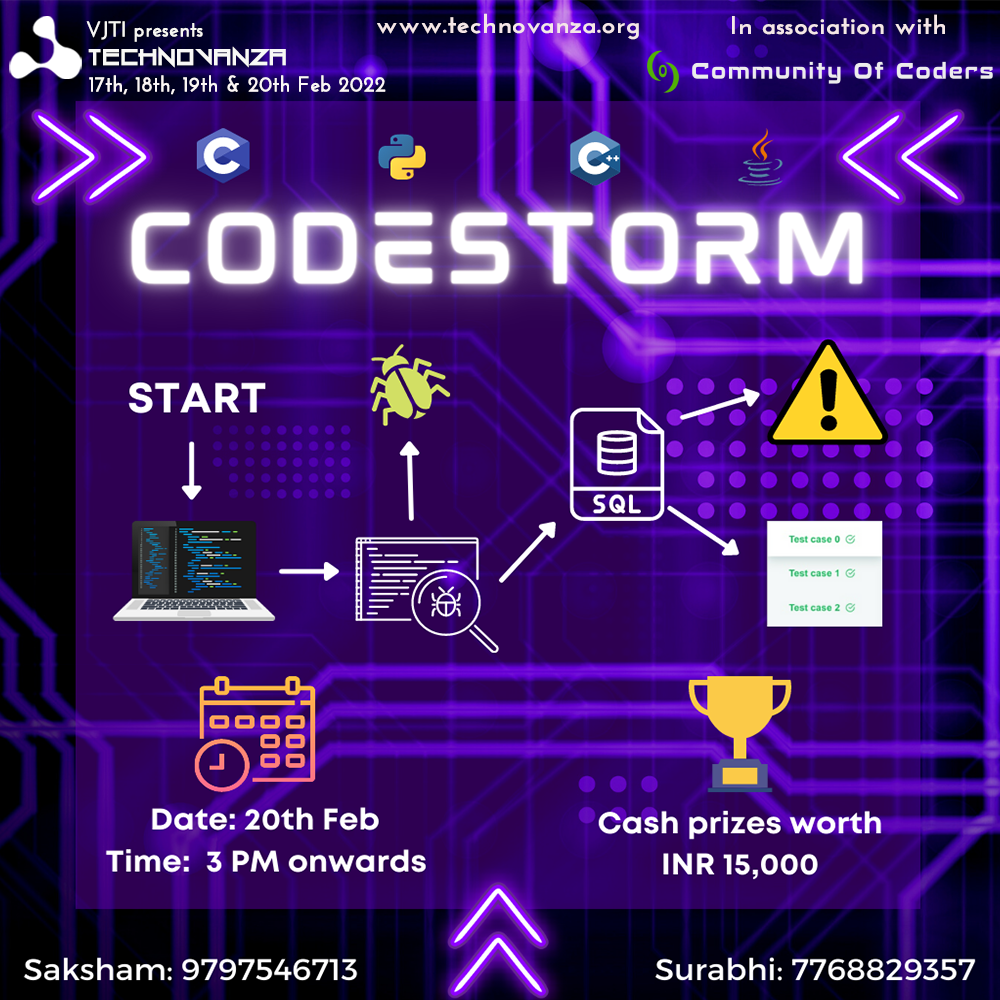 VJTI presents
TECHNOVANZA
17th, 18th, 19th & 20th Feb 2022
www.technovanza.org
In association with
Community Of Coders
C
C++
CODESTORM
START
SQL
Test case 0
Test case 1
Test case 2
Date: 20th Feb
Time: 3 PM onwards
Cash prizes worth
INR 15,000
Saksham: 9797546713
Surabhi: 7768829357